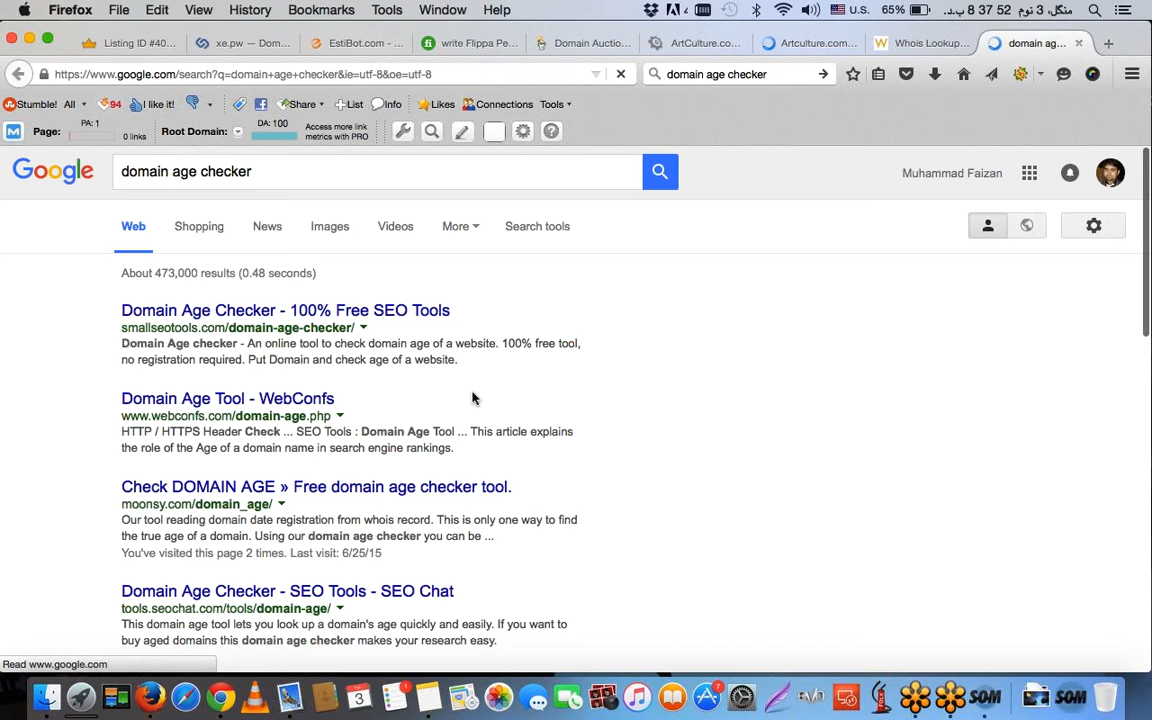 Firefox File Edit View History Bookmarks Tools Window Help 4 U.S. 65% منگل، 3 نوم 52 37 8 پ.د.
Listing ID #40... xe.pw — Dom... EstiBot.com - ... write Flippa Pe... Domain Auctio... ArtCulture.co... Artculture.com... Whois Lookup... domain ag...
https://www.google.com/search?q=domain+age+checker&ie=utf-8&oe=utf-8 domain age checker
Stumble! All 94 I like it! Share List Info Likes Connections Tools
Page: PA: 1 0 links Root Domain: DA: 100 Access more link metrics with PRO
Google domain age checker Muhammad Faizan
Web Shopping News Images Videos More Search tools
About 473,000 results (0.48 seconds)
Domain Age Checker - 100% Free SEO Tools
smallseotools.com/domain-age-checker/
Domain Age checker - An online tool to check domain age of a website. 100% free tool,
no registration required. Put Domain and check age of a website.
Domain Age Tool - WebConfs
www.webconfs.com/domain-age.php
HTTP / HTTPS Header Check ... SEO Tools : Domain Age Tool ... This article explains
the role of the Age of a domain name in search engine rankings.
Check DOMAIN AGE » Free domain age checker tool.
moonsy.com/domain_age/
Our tool reading domain date registration from whois record. This is only one way to find
the true age of a domain. Using our domain age checker you can be ...
You've visited this page 2 times. Last visit: 6/25/15
Domain Age Checker - SEO Tools - SEO Chat
tools.seochat.com/tools/domain-age/
This domain age tool lets you look up a domain's age quickly and easily. If you want to
buy aged domains this domain age checker makes your research easy.
Read www.google.com
3 1 7 SOM SOM